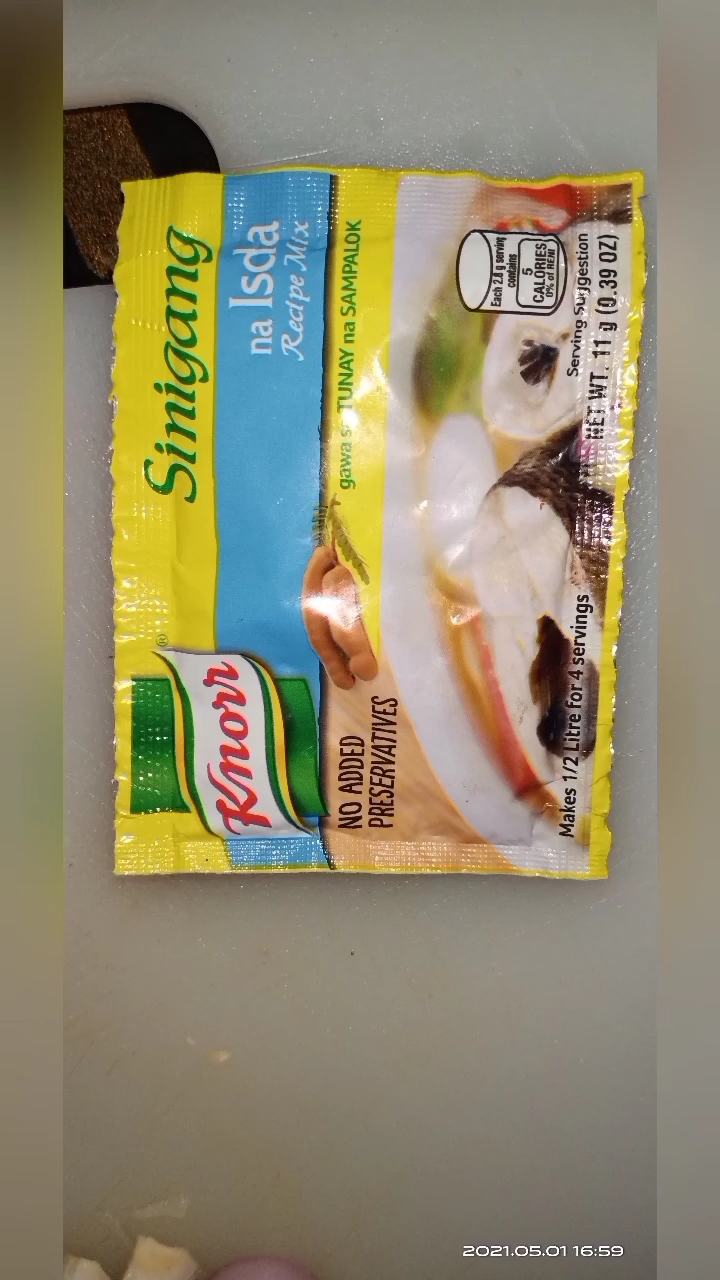 Knorr®
Sinigang
na Isda
Recipe Mix
gawa sa TUNAY na SAMPALOK
NO ADDED
PRESERVATIVES
Each 2.8 g serving
contains
5
CALORIES
0% of RENI
Serving Suggestion
Makes 1/2 Litre for 4 servings
NET WT. 11 g (0.39 OZ)
2021.05.01 16:59